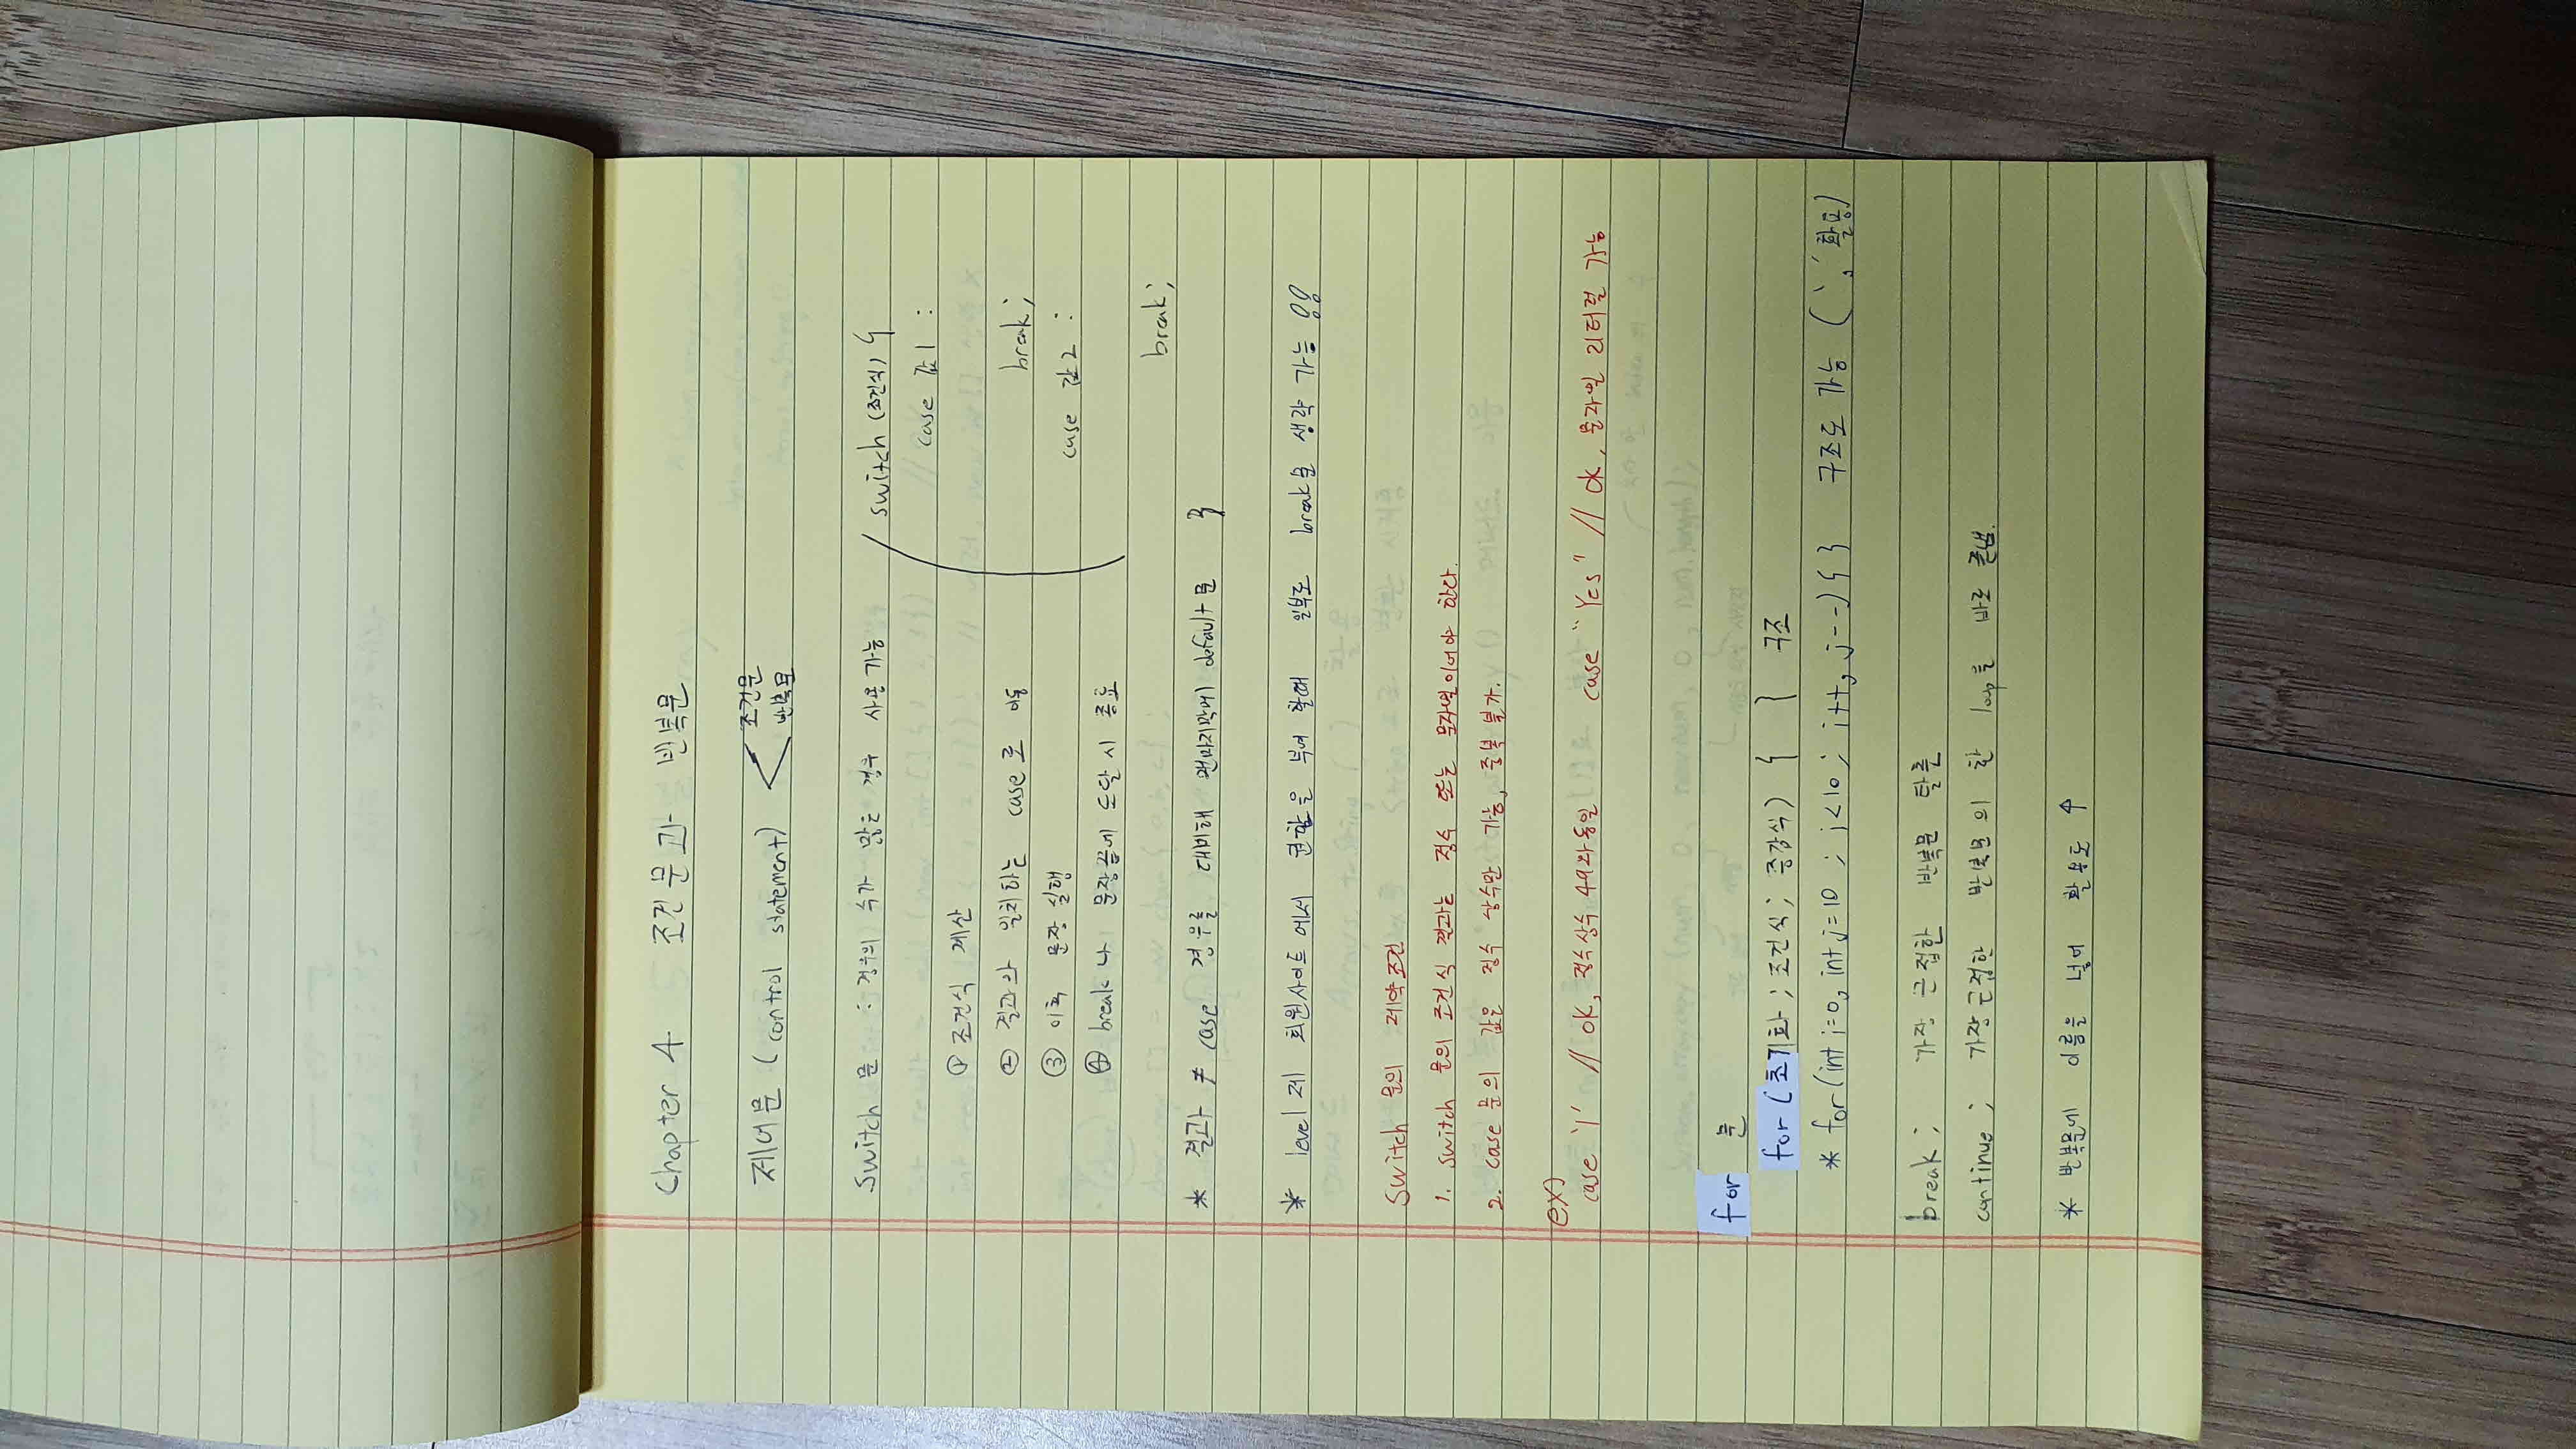 Chapter 4 조건문과 반복문
제어문 (control statement) < 조건문
반복문
Switch 문 : 경우의 수가 많은 경우 사용 가능
① 조건식 계산
② 결과와 일치하는 case로 이동
③ 이후 문장 실행
④ break 나 문장끝에 도달 시 종료
switch (조건식) {
case 값1 :
break;
case 값2 :
break;
}
* 결과 ≠ case 경우를 대비해 맨마지막에 default 문
* level 제 회원사이트에서 권한을 부여 할때 일부로 break문 생략 가능 !!
Switch 문의 제약조건
1. switch 문의 조건식 결과는 정수 또는 문자열이어야 한다.
2. case 문의 값은 정수 상수만 가능, 중복 불가.
ex)
case '1' // ok, 정수상수 49와 동일 case "Yes" // ok, 문자열 리터럴 가능
for 문
for (초기화 ; 조건식 ; 증감식) { } 구조
* for (int i=0, int j=10 ; i<10 ; i++, j--) { } 구조도 가능 (',' 활용)
break ; 가장 근접한 반복문 탈출
continue ; 가장 근접한 반복문의 한 loop을 바로 끝냄.
* 반복문에 이름을 넣어 활용도 ↑